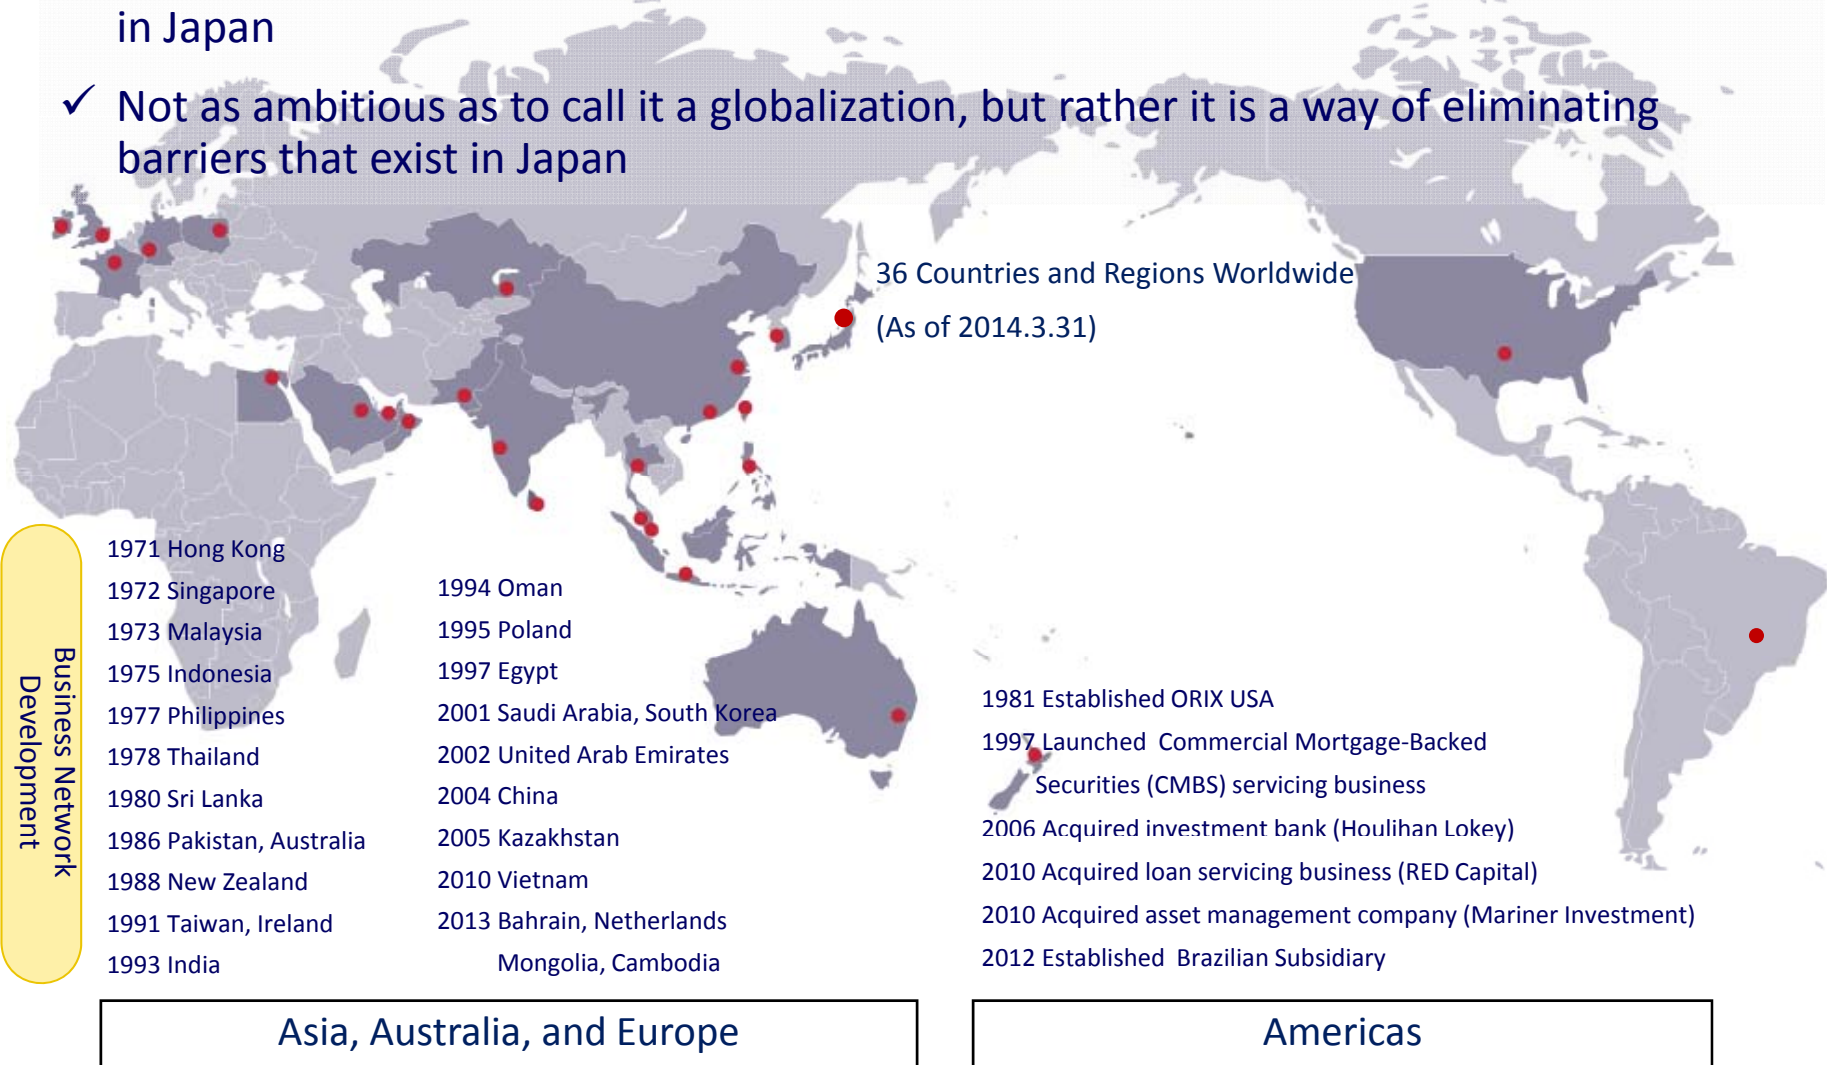 in Japan
✓ Not as ambitious as to call it a globalization, but rather it is a way of eliminating
barriers that exist in Japan
36 Countries and Regions Worldwide
(As of 2014.3.31)
Business Network
Development
1971 Hong Kong
1972 Singapore
1973 Malaysia
1975 Indonesia
1977 Philippines
1978 Thailand
1980 Sri Lanka
1986 Pakistan, Australia
1988 New Zealand
1991 Taiwan, Ireland
1993 India
1994 Oman
1995 Poland
1997 Egypt
2001 Saudi Arabia, South Korea
2002 United Arab Emirates
2004 China
2005 Kazakhstan
2010 Vietnam
2013 Bahrain, Netherlands
Mongolia, Cambodia
1981 Established ORIX USA
1997 Launched Commercial Mortgage-Backed
Securities (CMBS) servicing business
2006 Acquired investment bank (Houlihan Lokey)
2010 Acquired loan servicing business (RED Capital)
2010 Acquired asset management company (Mariner Investment)
2012 Established Brazilian Subsidiary
Asia, Australia, and Europe
Americas